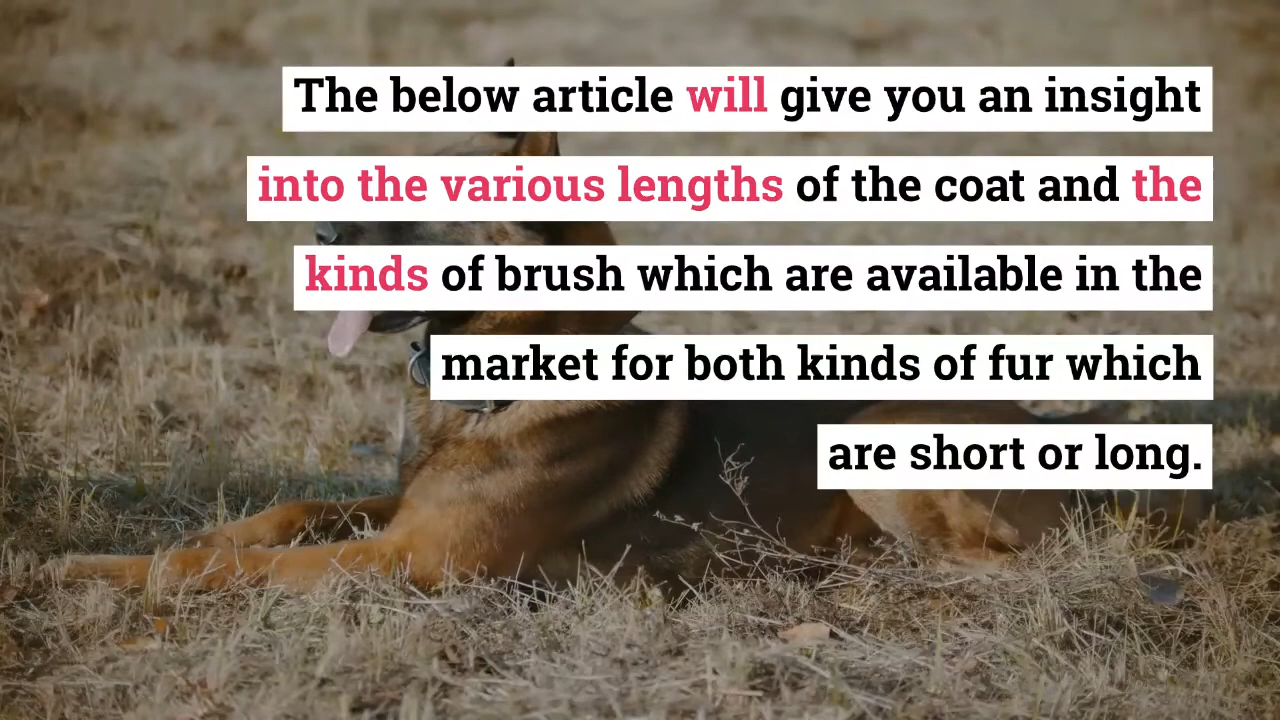 The below article will give you an insight
into the various lengths of the coat and the
kinds of brush which are available in the
market for both kinds of fur which
are short or long.